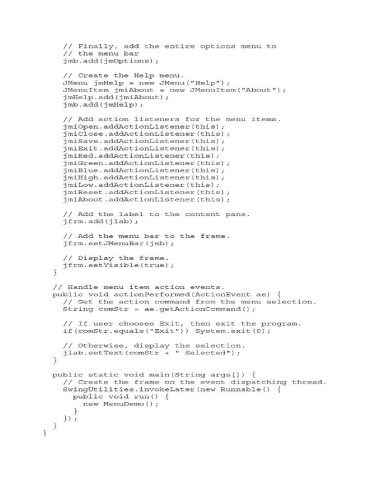 // Finally, add the entire options menu to
// the menu bar
jmb.add(jmOptions);
// Create the Help menu.
JMenu jmHelp = new JMenu("Help");
JMenuItem jmiAbout = new JMenuItem("About");
jmHelp.add(jmiAbout);
jmb.add(jmHelp);
// Add action listeners for the menu items.
jmiOpen.addActionListener(this);
jmiClose.addActionListener(this);
jmiSave.addActionListener(this);
jmiExit.addActionListener(this);
jmiRed.addActionListener(this);
jmiGreen.addActionListener(this);
jmiBlue.addActionListener(this);
jmiHigh.addActionListener(this);
jmiLow.addActionListener(this);
jmiReset.addActionListener(this);
jmiAbout.addActionListener(this);
// Add the label to the content pane.
jfrm.add(jlab);
// Add the menu bar to the frame.
jfrm.setJMenuBar(jmb);
// Display the frame.
jfrm.setVisible(true);
}
// Handle menu item action events.
public void actionPerformed(ActionEvent ae) {
// Get the action command from the menu selection.
String comStr = ae.getActionCommand();
// If user chooses Exit, then exit the program.
if(comStr.equals("Exit")) System.exit(0);
// Otherwise, display the selection.
jlab.setText(comStr + " Selected");
}
public static void main(String args[]) {
// Create the frame on the event dispatching thread.
SwingUtilities.invokeLater(new Runnable() {
public void run() {
new MenuDemo();
}
});
}
}